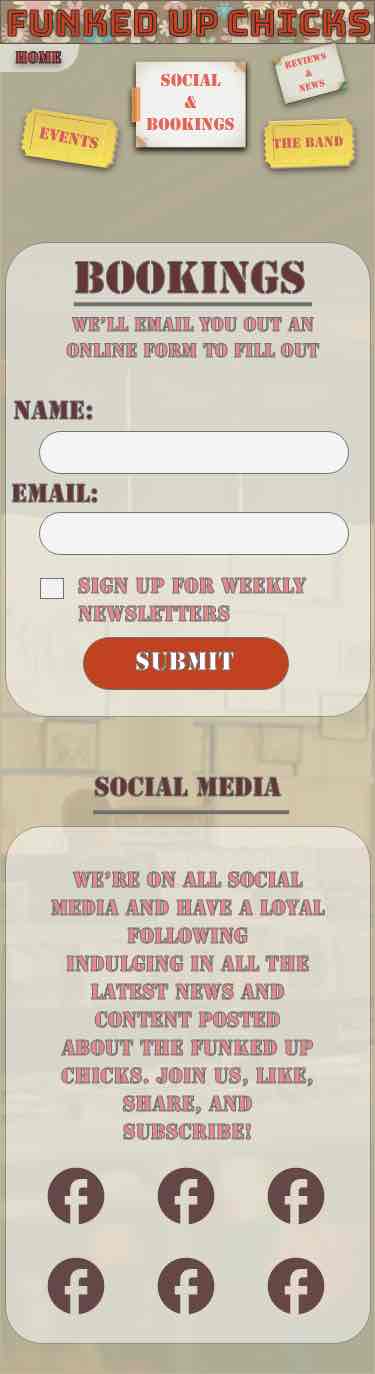 FUNKED UP CHICKS
HOME
REVIEWS
&
NEWS
SOCIAL
&
BOOKINGS
EVENTS
THE BAND
BOOKINGS
WE'LL EMAIL YOU OUT AN
ONLINE FORM TO FILL OUT
NAME:
EMAIL:
SIGN UP FOR WEEKLY
NEWSLETTERS
SUBMIT
SOCIAL MEDIA
WE'RE ON ALL SOCIAL
MEDIA AND HAVE A LOYAL
FOLLOWING
INDULGING IN ALL THE
LATEST NEWS AND
CONTENT POSTED
ABOUT THE FUNKED UP
CHICKS. JOIN US, LIKE,
SHARE, AND
SUBSCRIBE!